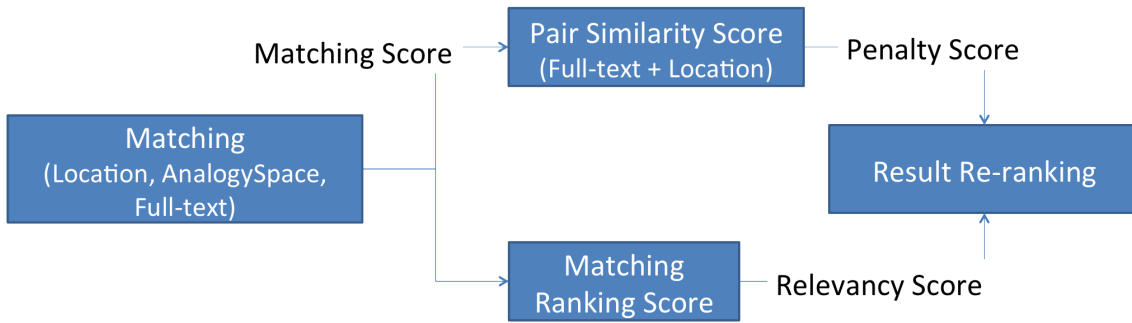 Matching Score
Pair Similarity Score
(Full-text + Location)
Penalty Score
Matching
(Location, AnalogySpace,
Full-text)
Result Re-ranking
Matching
Ranking Score
Relevancy Score